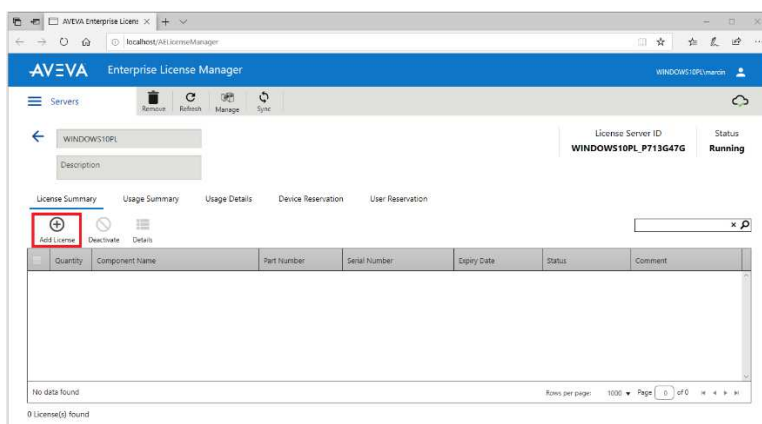 AVEVA Enterprise Licens
localhost/AELicenseManager
AVEVA Enterprise License Manager WINDOWS10PL\marcin
Servers Remove Refresh Manage Sync
WINDOWS10PL
Description
License Server ID Status
WINDOWS10PL_P713G47G Running
License Summary Usage Summary Usage Details Device Reservation User Reservation
Add License Deactivate Details
Quantity Component Name Part Number Serial Number Expiry Date Status Comment
No data found Rows per page: 1000 Page 0 of 0
0 License(s) found